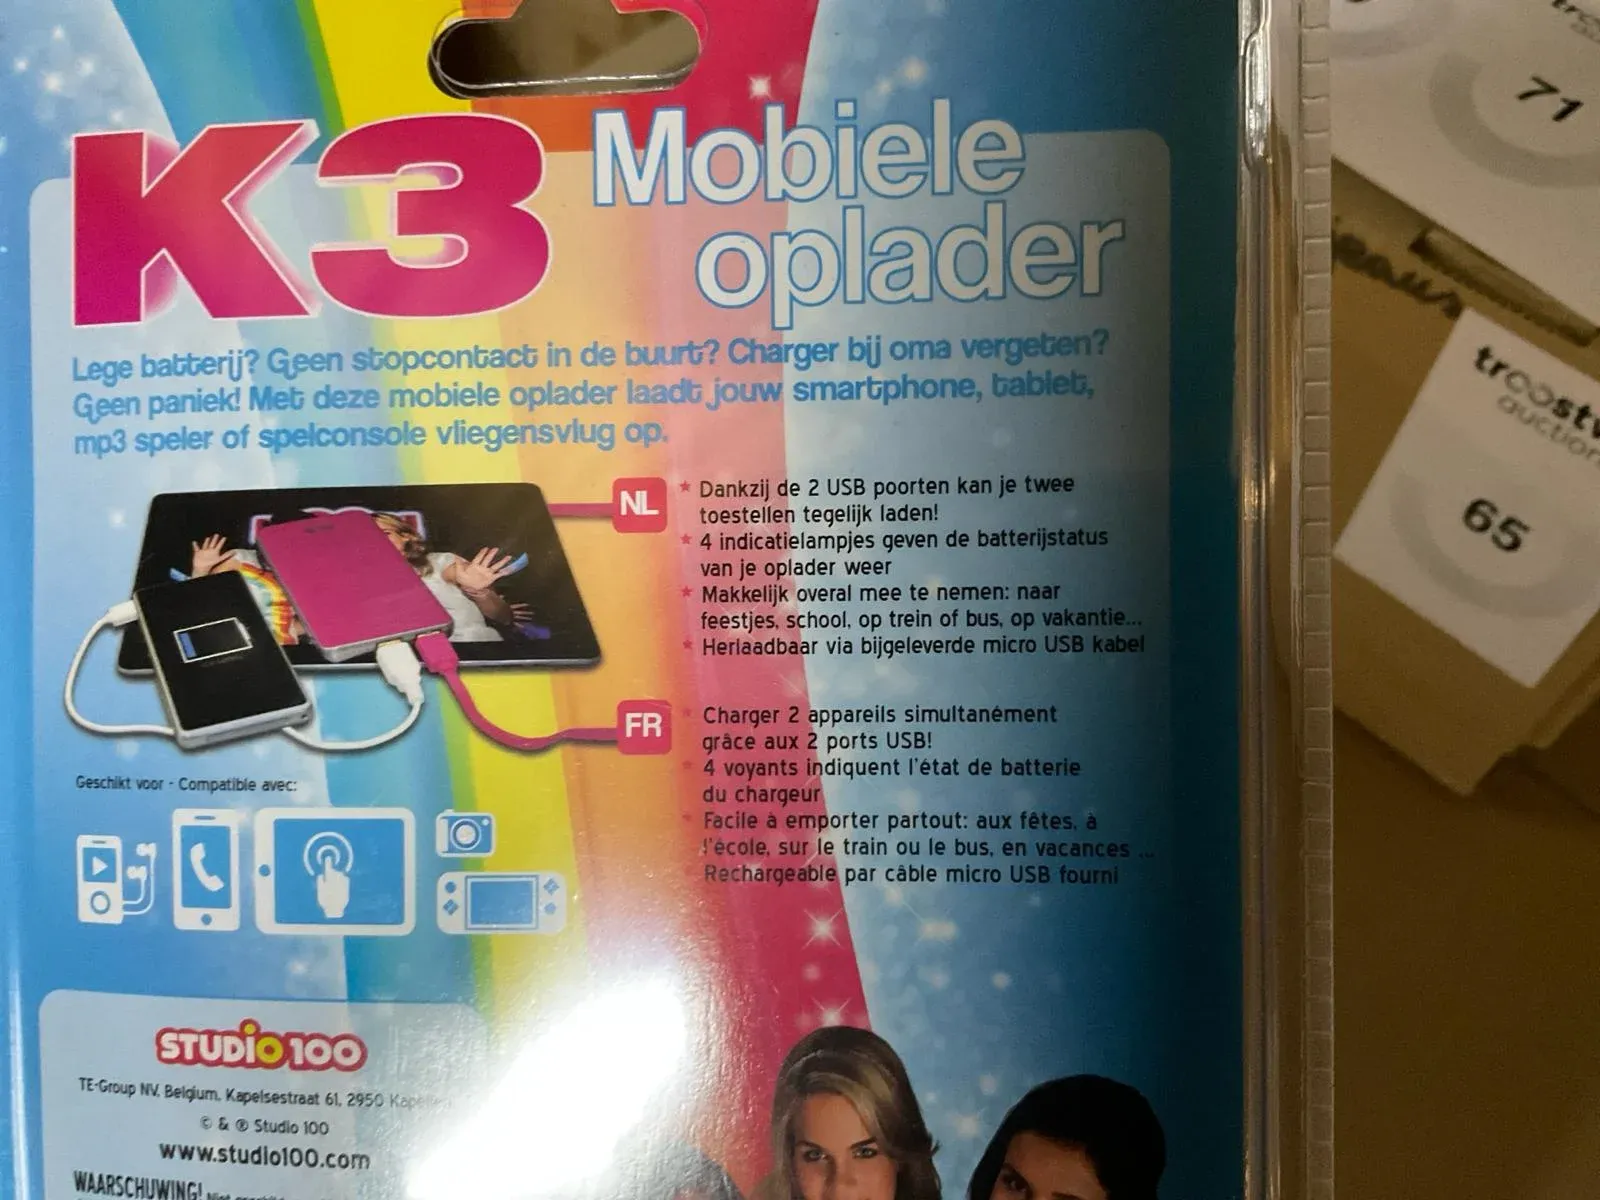 K3 Mobiele
oplader
Lege batterij? Geen stopcontact in de buurt? Charger bij oma vergeten?
Geen paniek! Met deze mobiele oplader laadt jouw smartphone, tablet,
mp3 speler of spelconsole vliegensvlug op.
NL
* Dankzij de 2 USB poorten kan je twee
toestellen tegelijk laden!
* 4 indicatielampjes geven de batterijstatus
van je oplader weer
* Makkelijk overal mee te nemen: naar
feestjes, school, op trein of bus, op vakantie...
* Herlaadbaar via bijgeleverde micro USB kabel
FR
* Charger 2 appareils simultanément
grâce aux 2 ports USB!
* 4 voyants indiquent l'état de batterie
du chargeur
* Facile à emporter partout: aux fêtes, à
l'école, sur le train ou le bus, en vacances ...
Rechargeable par câble micro USB fourni
Geschikt voor - Compatible avec:
STUDIO 100
TE-Group NV, Belgium, Kapelsestraat 61, 2950 Kapellen
© & ® Studio 100
www.studio100.com
WAARSCHUWING! Niet
71
65